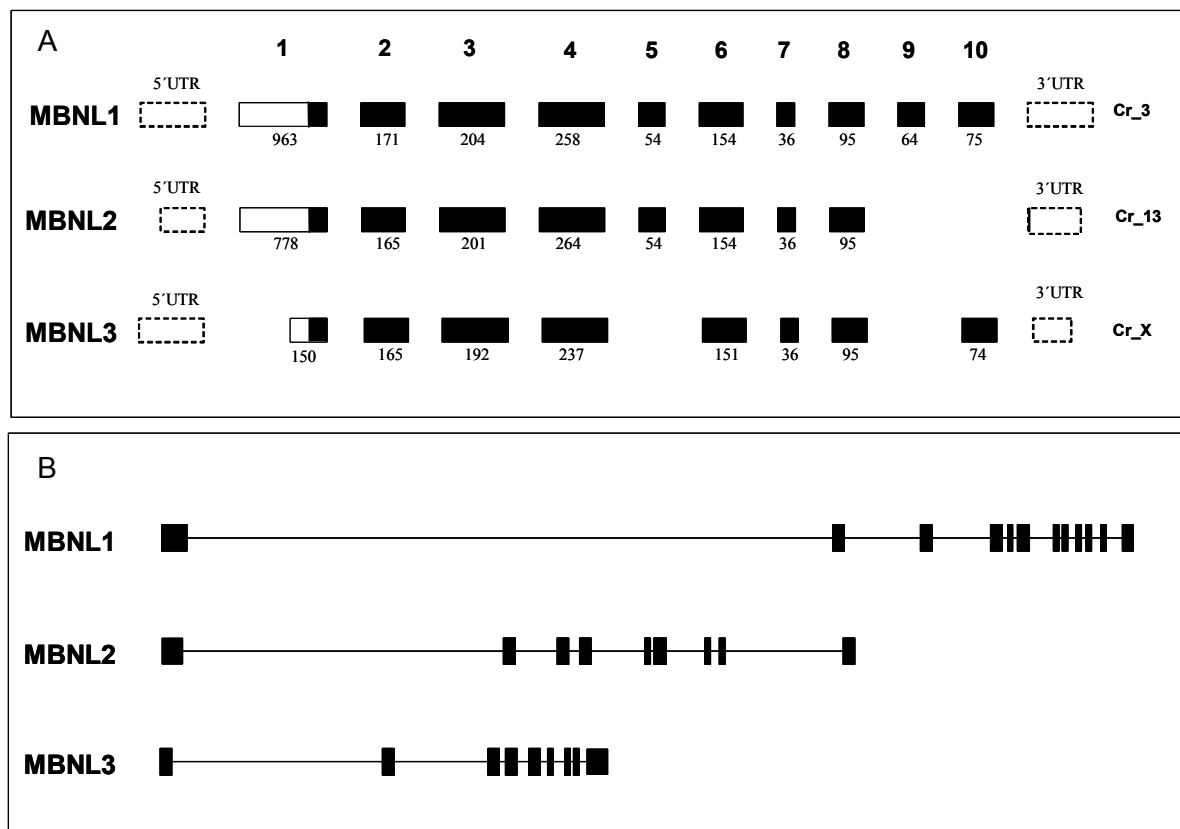 A
1 2 3 4 5 6 7 8 9 10
5´UTR 3´UTR
MBNL1 Cr_3
963 171 204 258 54 154 36 95 64 75
5´UTR 3´UTR
MBNL2 Cr_13
778 165 201 264 54 154 36 95
5´UTR 3´UTR
MBNL3 Cr_X
150 165 192 237 151 36 95 74
B
MBNL1
MBNL2
MBNL3